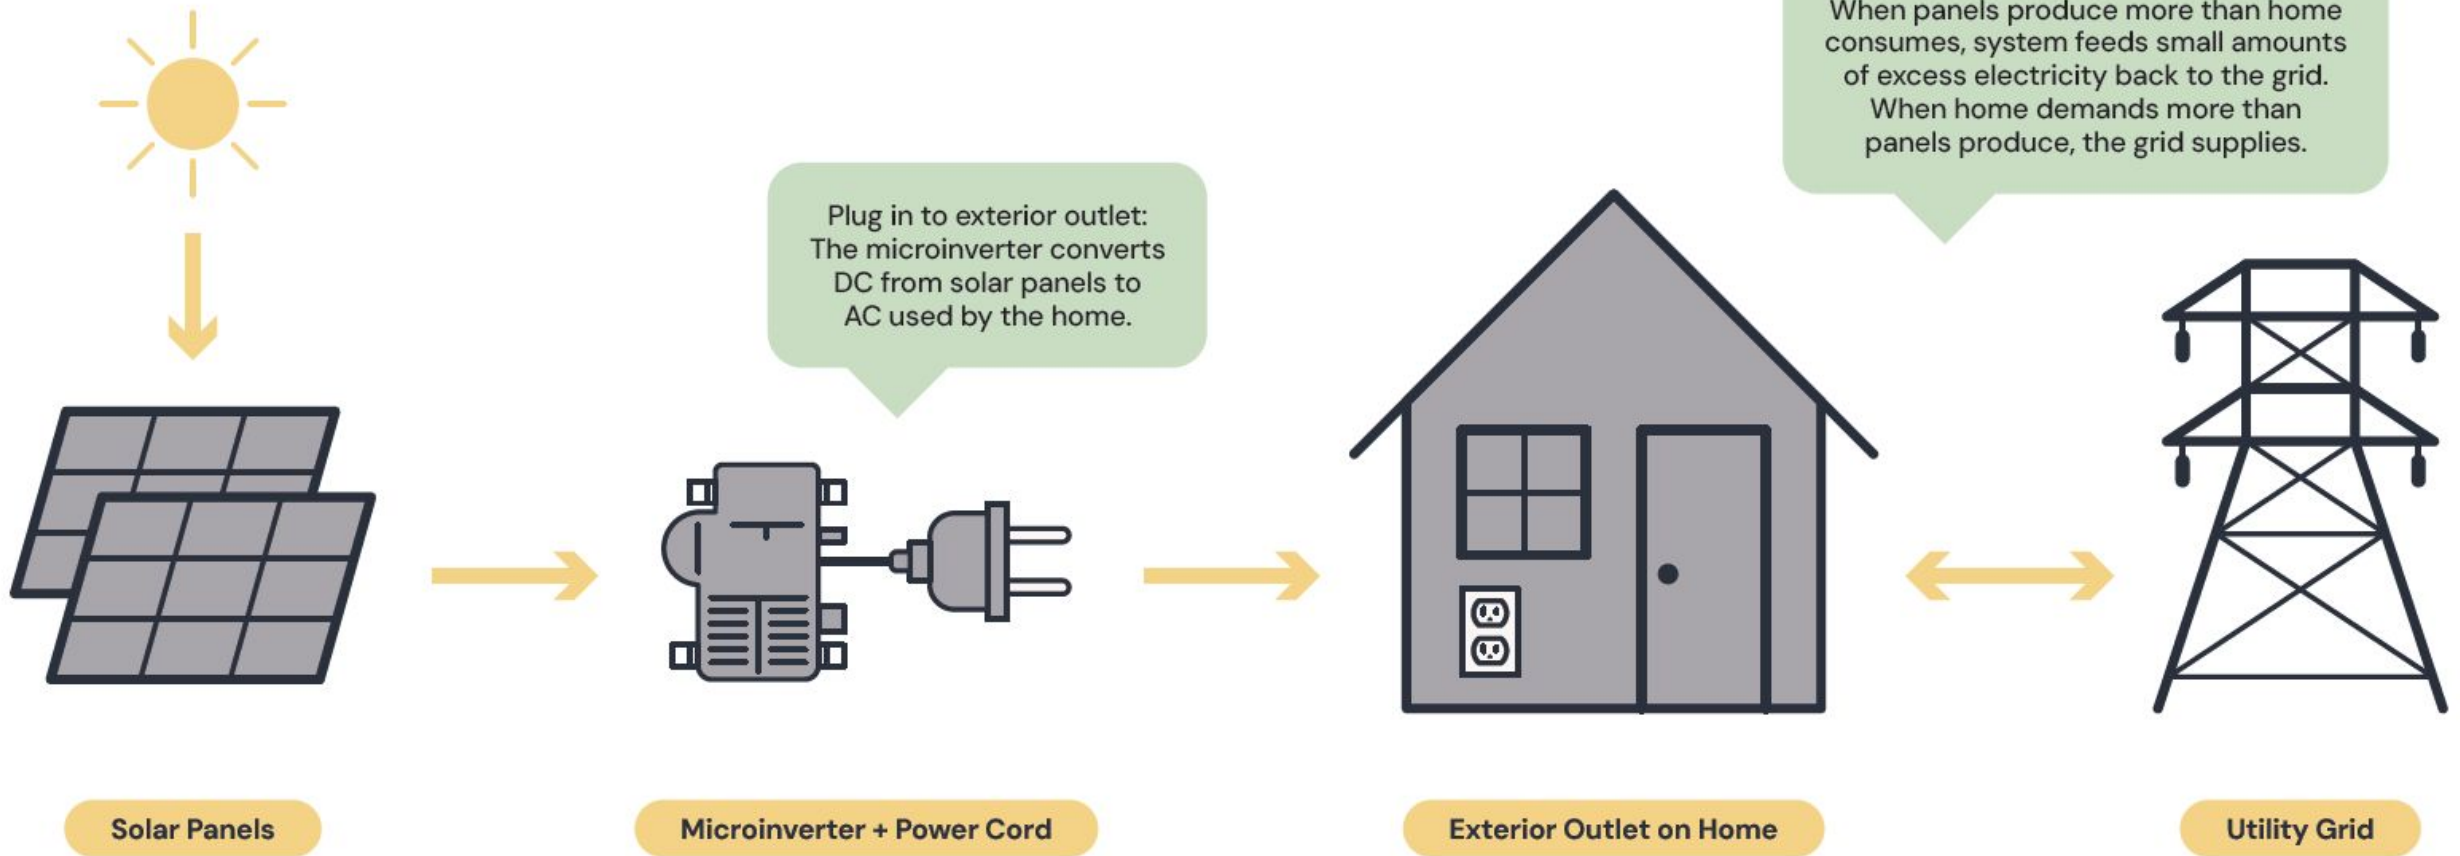 When panels produce more than home
consumes, system feeds small amounts
of excess electricity back to the grid.
When home demands more than
panels produce, the grid supplies.
Plug in to exterior outlet:
The microinverter converts
DC from solar panels to
AC used by the home.
Solar Panels
Microinverter + Power Cord
Exterior Outlet on Home
Utility Grid